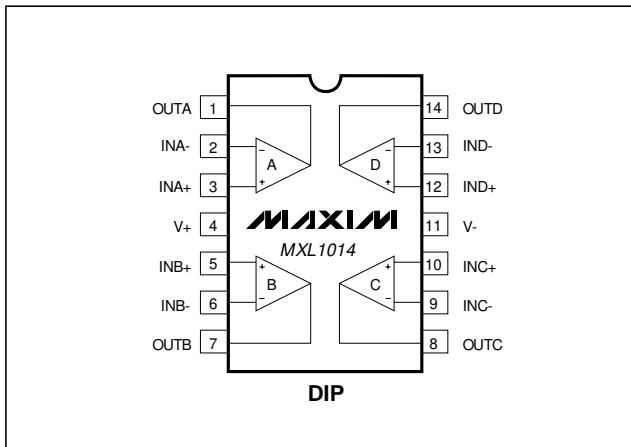 OUTA 1 14 OUTD
INA- 2 − − 13 IND-
A D
INA+ 3 + + 12 IND+
V+ 4 MAXIM 11 V-
MXL1014
INB+ 5 + + 10 INC+
B C
INB- 6 − − 9 INC-
OUTB 7 8 OUTC
DIP